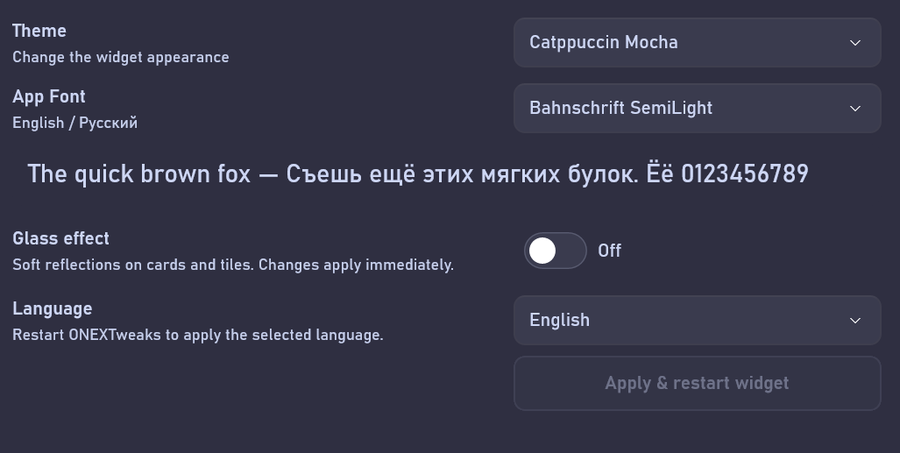 Theme
Change the widget appearance
Catppuccin Mocha
App Font
English / Русский
Bahnschrift SemiLight
The quick brown fox — Съешь ещё этих мягких булок. Ёё 0123456789
Glass effect
Soft reflections on cards and tiles. Changes apply immediately.
Off
Language
Restart ONEXTweaks to apply the selected language.
English
Apply & restart widget